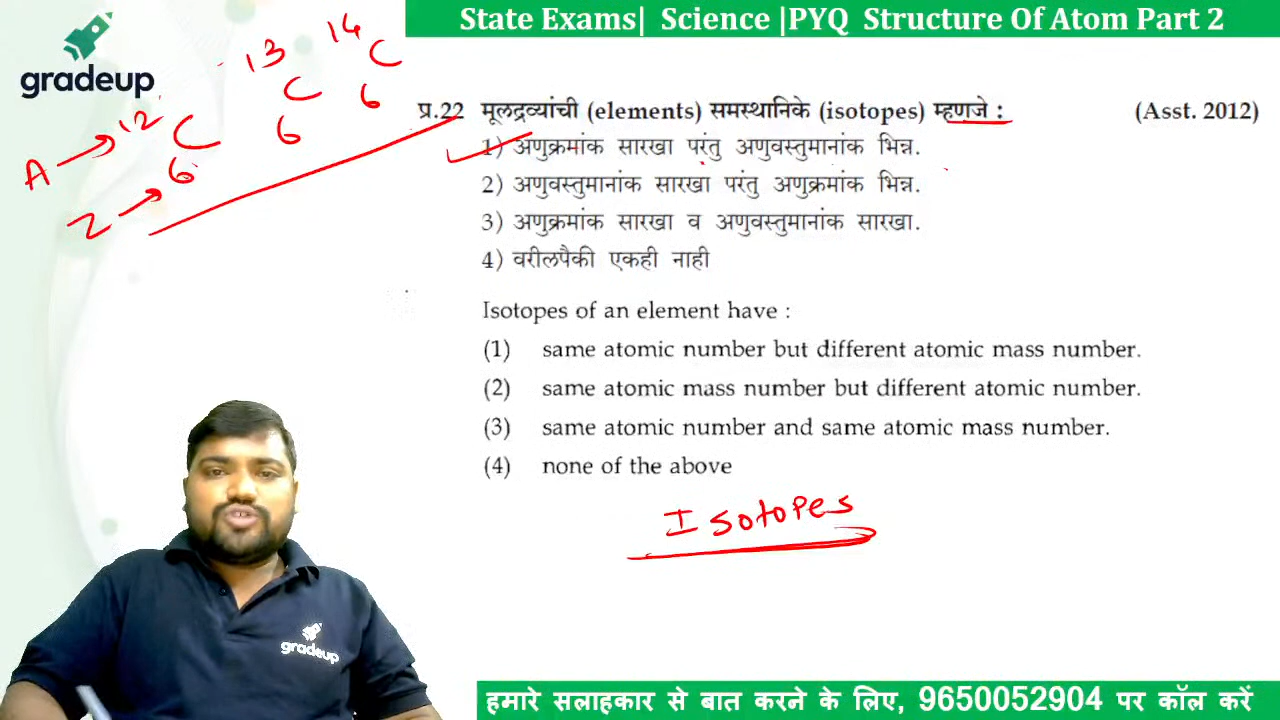 State Exams| Science |PYQ Structure Of Atom Part 2
gradeup
A → 12 C 6
Z →
13 C 6
14 C 6
प्र.22 मूलद्रव्यांची (elements) समस्थानिके (isotopes) म्हणजे : (Asst. 2012)
1) अणुक्रमांक सारखा परंतु अणुवस्तुमानांक भिन्न.
2) अणुवस्तुमानांक सारखा परंतु अणुक्रमांक भिन्न.
3) अणुक्रमांक सारखा व अणुवस्तुमानांक सारखा.
4) वरीलपैकी एकही नाही
Isotopes of an element have :
(1) same atomic number but different atomic mass number.
(2) same atomic mass number but different atomic number.
(3) same atomic number and same atomic mass number.
(4) none of the above
Isotopes
gradeup
हमारे सलाहकार से बात करने के लिए, 9650052904 पर कॉल करें